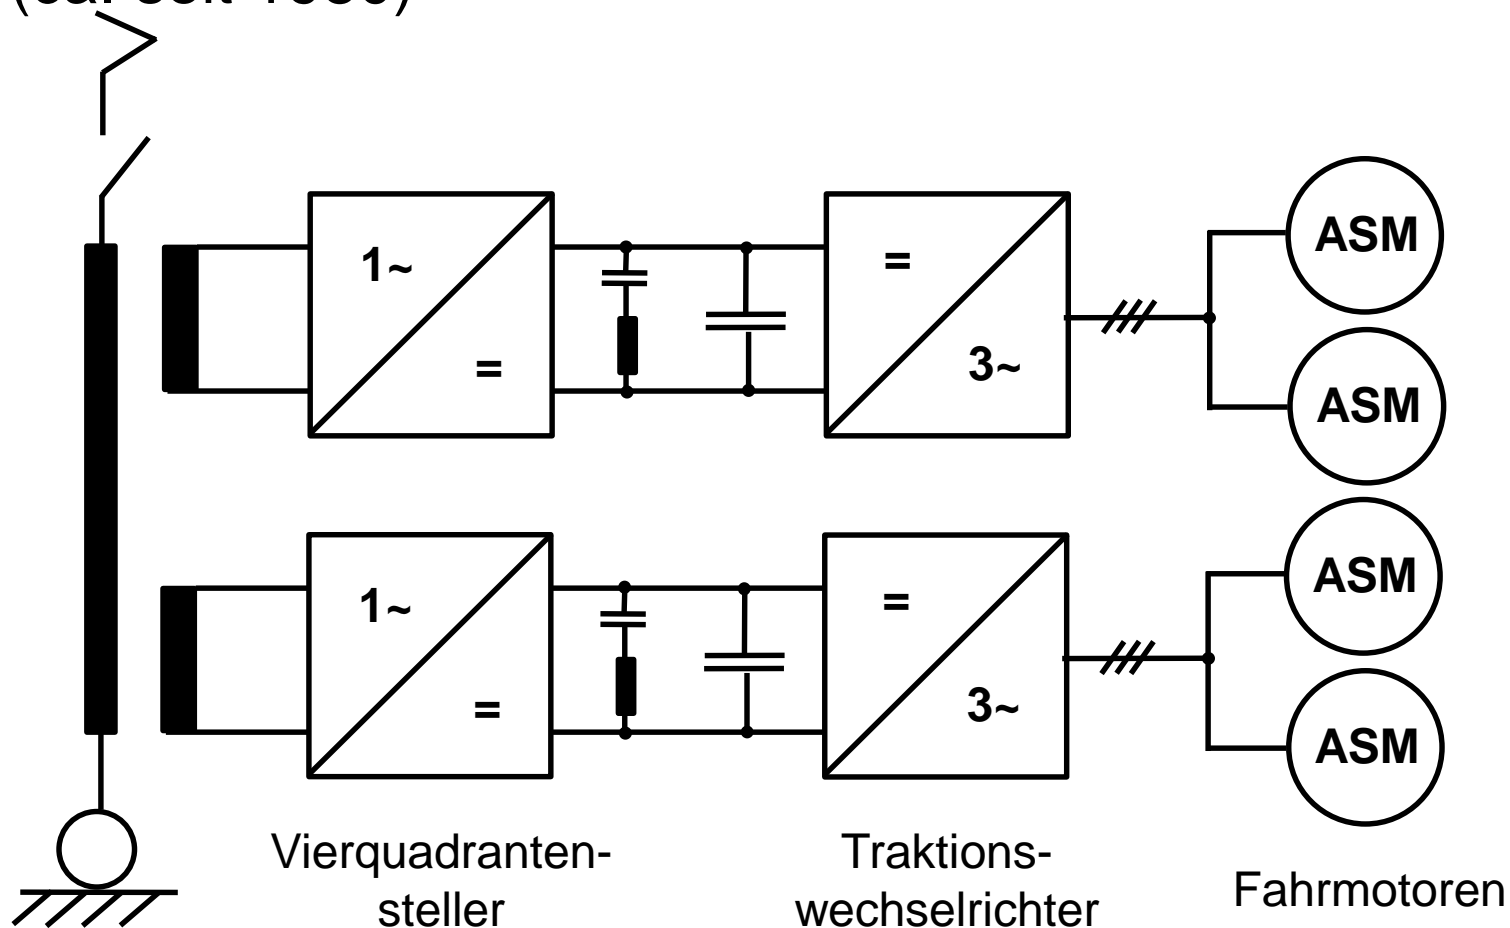 1~
=
=
3~
ASM
ASM
1~
=
=
3~
ASM
ASM
Vierquadranten-
steller
Traktions-
wechselrichter
Fahrmotoren